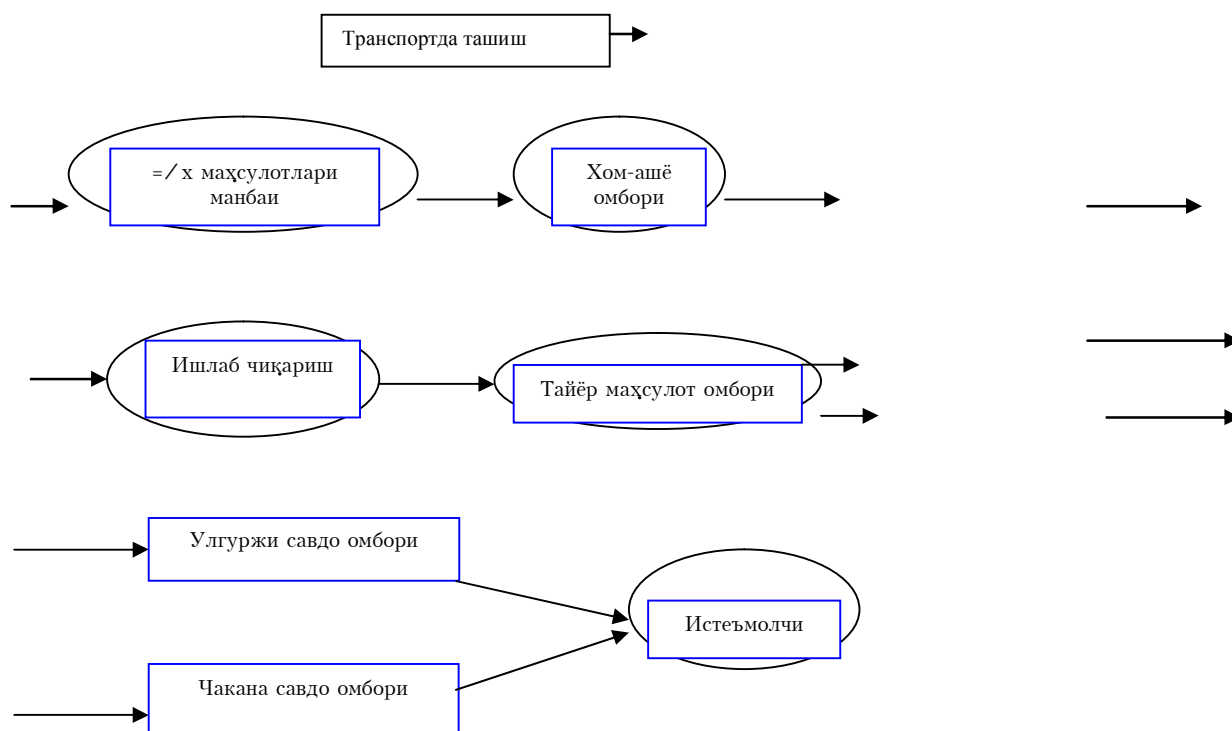 Транспортда ташиш
=/х маҳсулотлари
манбаи
Хом-ашё
омбори
Ишлаб чиқариш
Тайёр маҳсулот омбори
Улгуржи савдо омбори
Истеъмолчи
Чакана савдо омбори